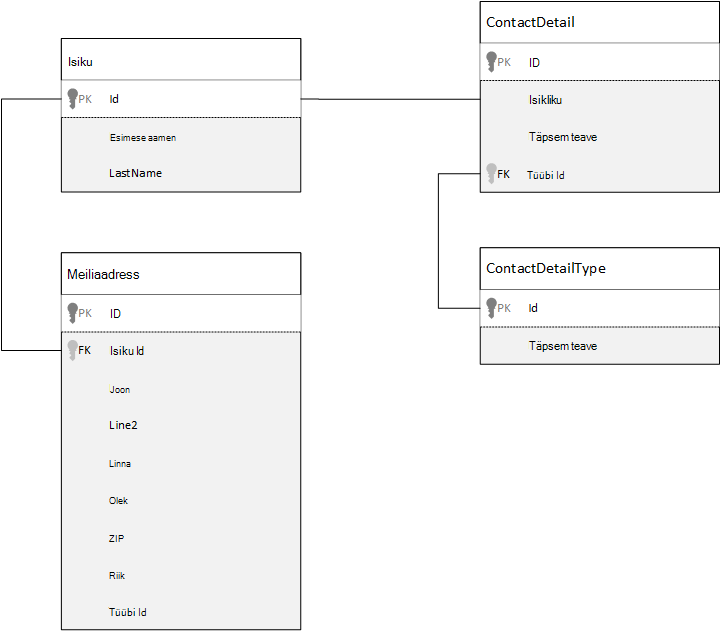 Isiku
PK Id
Esimese aamen
LastName
Meiliaadress
PK ID
FK Isiku Id
Joon
Line2
Linna
Olek
ZIP
Riik
Tüübi Id
ContactDetail
PK ID
Isikliku
Täpsem teave
FK Tüübi Id
ContactDetailType
PK Id
Täpsem teave